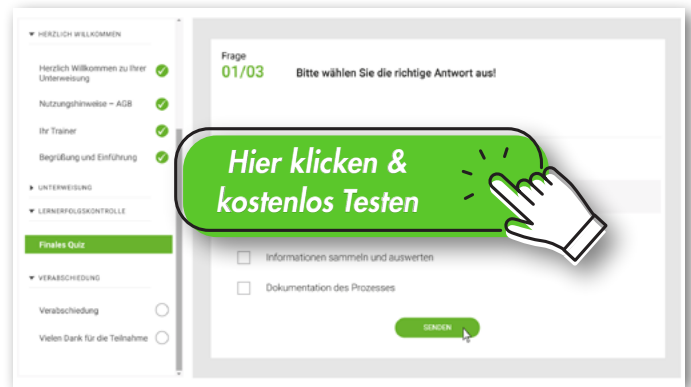 HERZLICH WILLKOMMEN
Herzlich Willkommen zu Ihrer
Unterweisung
Nutzungshinweise – AGB
Ihr Trainer
Begrüßung und Einführung
UNTERWEISUNG
LERNERFOLGSKONTROLLE
Finales Quiz
VERABSCHIEDUNG
Verabschiedung
Vielen Dank für die Teilnahme
Frage
01/03
Bitte wählen Sie die richtige Antwort aus!
Hier klicken &
kostenlos Testen
Informationen sammeln und auswerten
Dokumentation des Prozesses
SENDEN